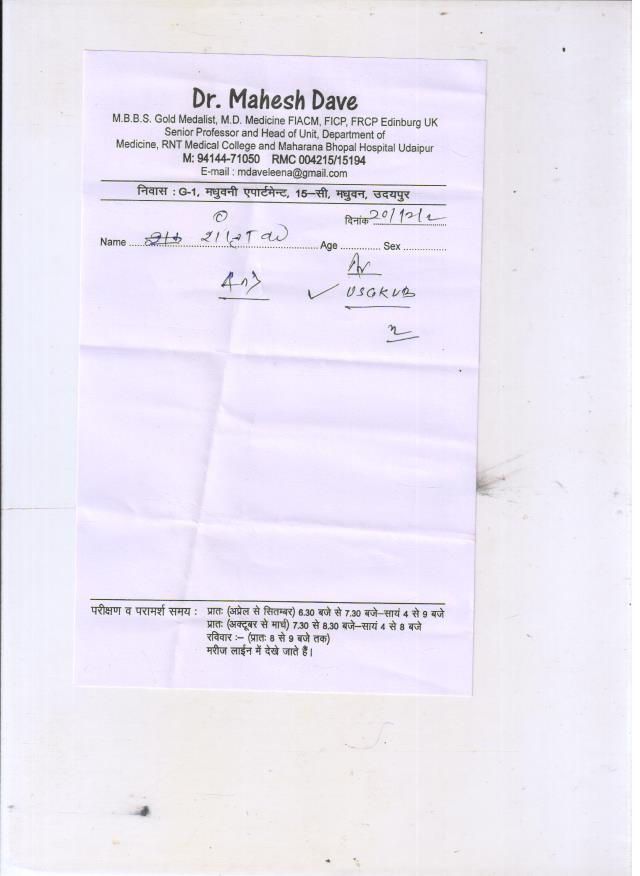 Dr. Mahesh Dave
M.B.B.S. Gold Medalist, M.D. Medicine FIACM, FICP, FRCP Edinburg UK
Senior Professor and Head of Unit, Department of
Medicine, RNT Medical College and Maharana Bhopal Hospital Udaipur
M: 94144-71050 RMC 004215/15194
E-mail : mdaveleena@gmail.com
निवास : G-1, मधुवनी एपार्टमेन्ट, 15–सी, मधुवन, उदयपुर
दिनांक
Name Age Sex
USGKUB
परीक्षण व परामर्श समय : प्रातः (अप्रेल से सितम्बर) 6.30 बजे से 7.30 बजे–सायं 4 से 9 बजे
प्रातः (अक्टूबर से मार्च) 7.30 से 8.30 बजे–सायं 4 से 8 बजे
रविवार :– (प्रातः 8 से 9 बजे तक)
मरीज लाईन में देखे जाते हैं।